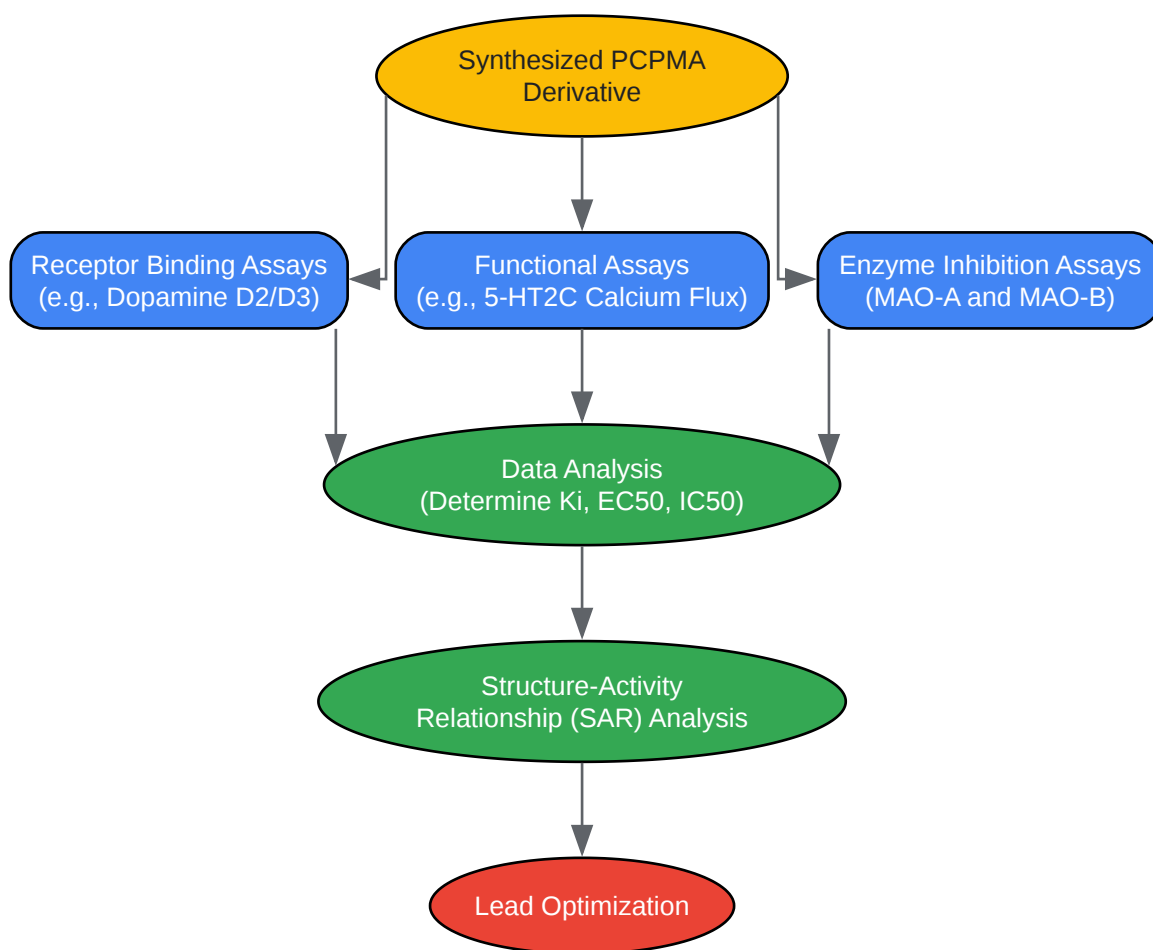 Synthesized PCPMA
Derivative
Receptor Binding Assays
(e.g., Dopamine D2/D3)
Functional Assays
(e.g., 5-HT2C Calcium Flux)
Enzyme Inhibition Assays
(MAO-A and MAO-B)
Data Analysis
(Determine Ki, EC50, IC50)
Structure-Activity
Relationship (SAR) Analysis
Lead Optimization